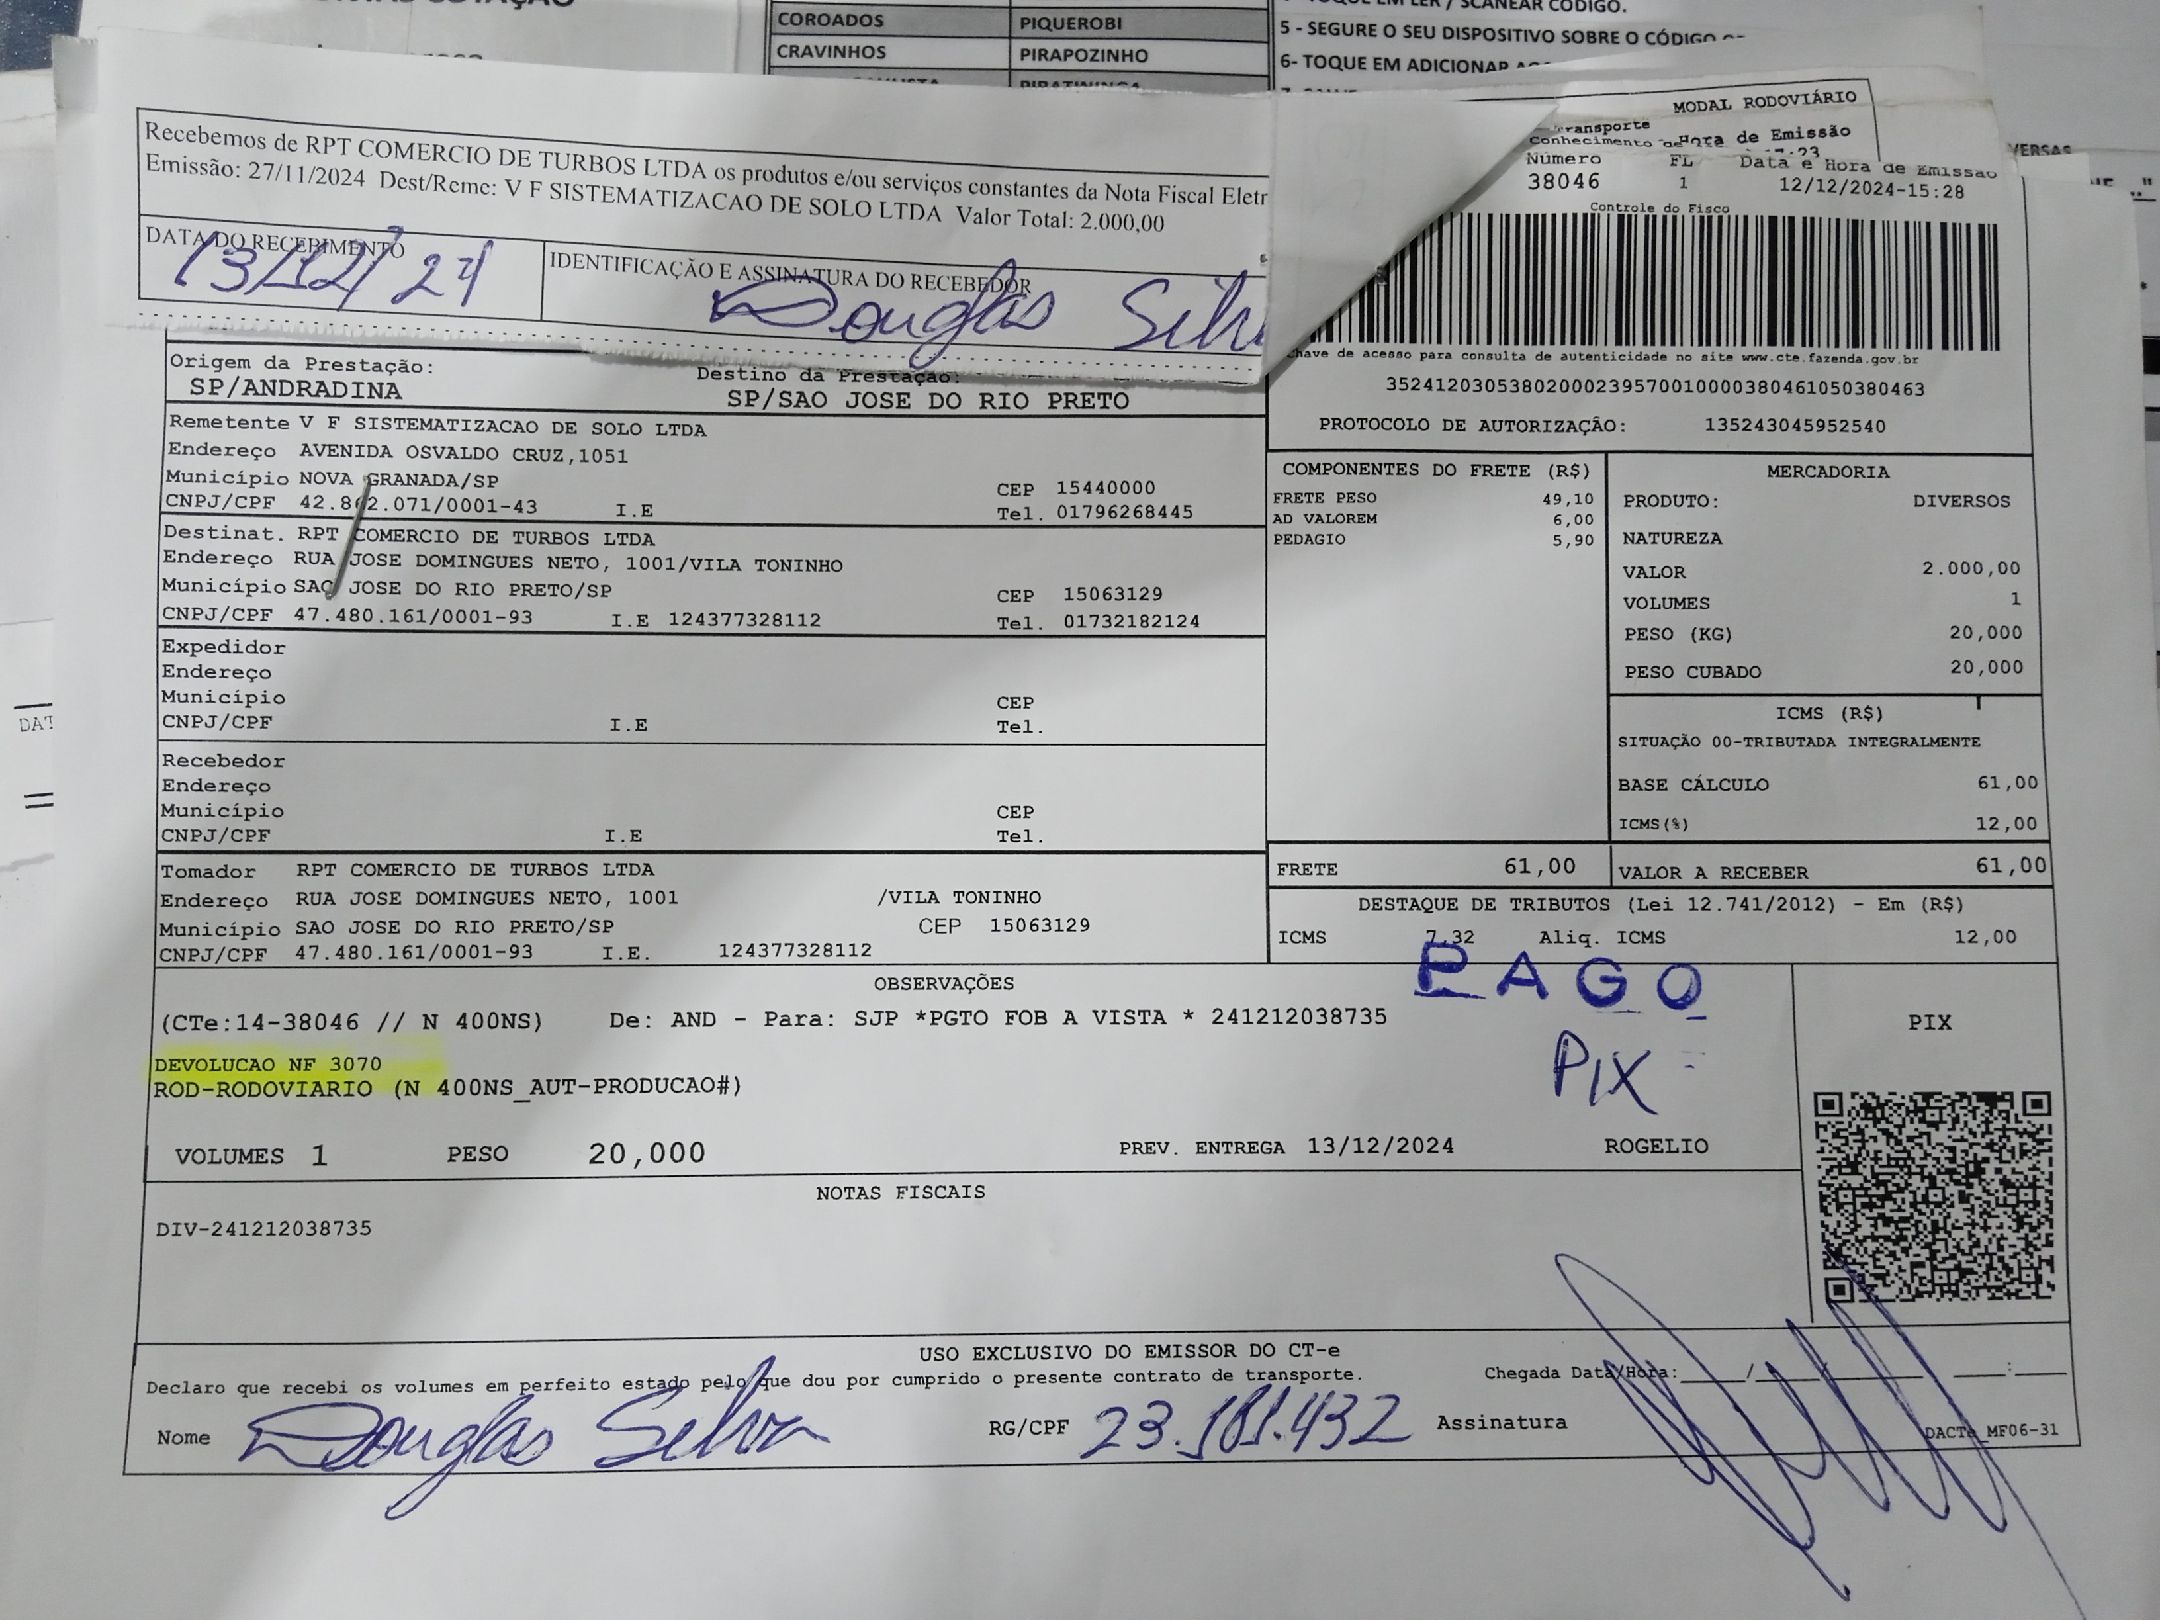 COROADOS PIQUEROBI
CRAVINHOS PIRAPOZINHO
5 - SEGURE O SEU DISPOSITIVO SOBRE O CÓDIGO
6- TOQUE EM ADICIONAR
Recebemos de RPT COMERCIO DE TURBOS LTDA os produtos e/ou serviços constantes da Nota Fiscal Eletr
Emissão: 27/11/2024 Dest/Reme: V F SISTEMATIZACAO DE SOLO LTDA Valor Total: 2.000,00
DATA DO RECEBIMENTO
13/12/24
IDENTIFICAÇÃO E ASSINATURA DO RECEBEDOR
Douglas Silv
MODAL RODOVIÁRIO
Transporte
Conhecimento de Hora de Emissão
Número FL Data e Hora de Emissão
38046 1 12/12/2024-15:28
Controle do Fisco
Chave de acesso para consulta de autenticidade no site www.cte.fazenda.gov.br
35241203053802000239570010000380461050380463
PROTOCOLO DE AUTORIZAÇÃO: 135243045952540
Origem da Prestação:
SP/ANDRADINA
Destino da Prestação:
SP/SAO JOSE DO RIO PRETO
Remetente V F SISTEMATIZACAO DE SOLO LTDA
Endereço AVENIDA OSVALDO CRUZ,1051
Município NOVA GRANADA/SP CEP 15440000
CNPJ/CPF 42.862.071/0001-43 I.E Tel. 01796268445
Destinat. RPT COMERCIO DE TURBOS LTDA
Endereço RUA JOSE DOMINGUES NETO, 1001/VILA TONINHO
Município SAO JOSE DO RIO PRETO/SP CEP 15063129
CNPJ/CPF 47.480.161/0001-93 I.E 124377328112 Tel. 01732182124
Expedidor
Endereço
Município CEP
CNPJ/CPF I.E Tel.
Recebedor
Endereço
Município CEP
CNPJ/CPF I.E Tel.
Tomador RPT COMERCIO DE TURBOS LTDA
Endereço RUA JOSE DOMINGUES NETO, 1001 /VILA TONINHO
Município SAO JOSE DO RIO PRETO/SP CEP 15063129
CNPJ/CPF 47.480.161/0001-93 I.E. 124377328112
COMPONENTES DO FRETE (R$)
FRETE PESO 49,10
AD VALOREM 6,00
PEDAGIO 5,90
MERCADORIA
PRODUTO: DIVERSOS
NATUREZA
VALOR 2.000,00
VOLUMES 1
PESO (KG) 20,000
PESO CUBADO 20,000
ICMS (R$)
SITUAÇÃO 00-TRIBUTADA INTEGRALMENTE
BASE CÁLCULO 61,00
ICMS(%) 12,00
FRETE 61,00 VALOR A RECEBER 61,00
DESTAQUE DE TRIBUTOS (Lei 12.741/2012) - Em (R$)
ICMS 7,32 Aliq. ICMS 12,00
PAGO
PIX
OBSERVAÇÕES
(CTe:14-38046 // N 400NS) De: AND - Para: SJP *PGTO FOB A VISTA * 241212038735
DEVOLUCAO NF 3070
ROD-RODOVIARIO (N 400NS_AUT-PRODUCAO#)
VOLUMES 1 PESO 20,000 PREV. ENTREGA 13/12/2024 ROGELIO
PIX
NOTAS FISCAIS
DIV-241212038735
USO EXCLUSIVO DO EMISSOR DO CT-e
Declaro que recebi os volumes em perfeito estado pelo que dou por cumprido o presente contrato de transporte. Chegada Data/Hora:____/____/________ ____:____
Nome Douglas Silva RG/CPF 23.181.432 Assinatura
DACTe_MF06-31